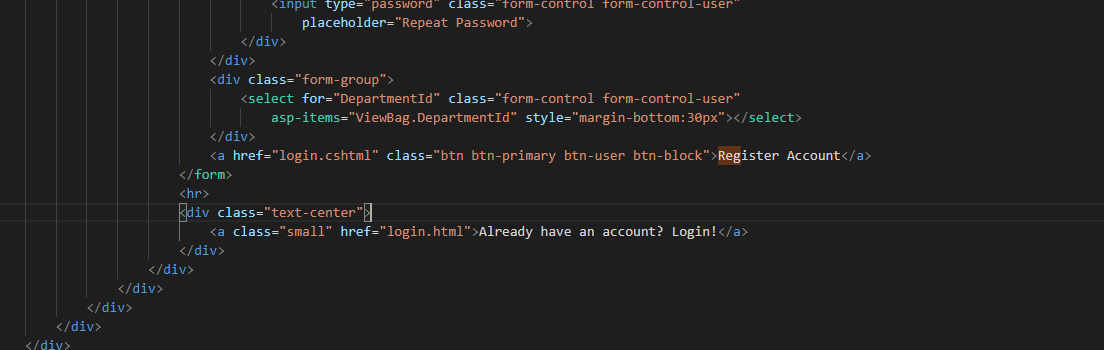 <input type="password" class="form-control form-control-user"
placeholder="Repeat Password">
</div>
</div>
<div class="form-group">
<select for="DepartmentId" class="form-control form-control-user"
asp-items="ViewBag.DepartmentId" style="margin-bottom:30px"></select>
</div>
<a href="login.cshtml" class="btn btn-primary btn-user btn-block">Register Account</a>
</form>
<hr>
<div class="text-center">
<a class="small" href="login.html">Already have an account? Login!</a>
</div>
</div>
</div>
</div>
</div>
</div>